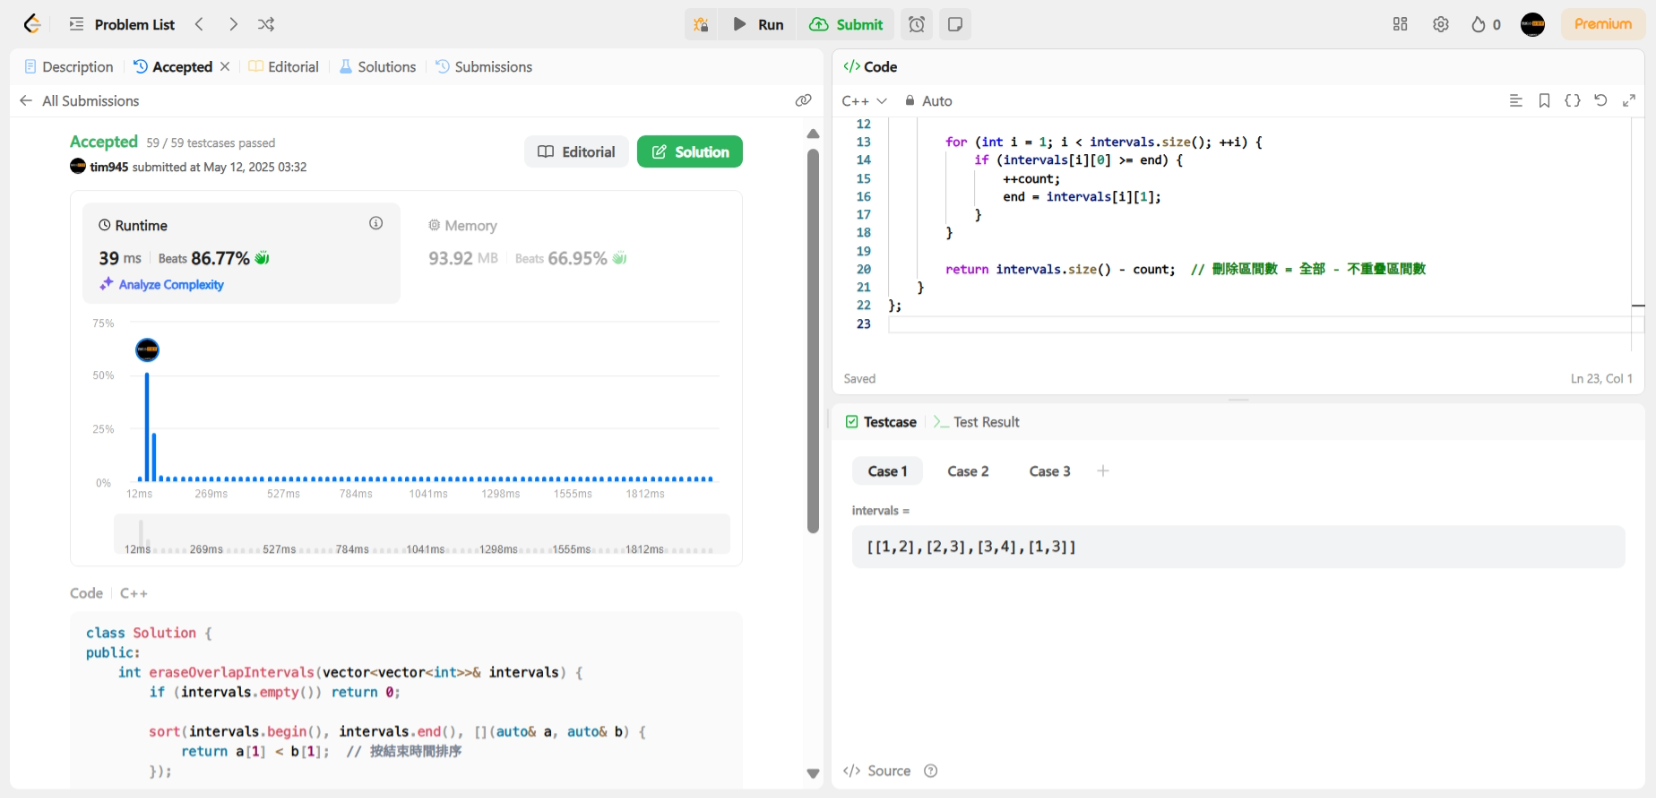 Problem List
Run
Submit
0
Premium
Description
Accepted
Editorial
Solutions
Submissions
All Submissions
Accepted 59 / 59 testcases passed
tim945 submitted at May 12, 2025 03:32
Editorial
Solution
Runtime
39 ms | Beats 86.77%
Analyze Complexity
Memory
93.92 MB | Beats 66.95%
75%
50%
25%
0%
12ms 269ms 527ms 784ms 1041ms 1298ms 1555ms 1812ms
12ms 269ms 527ms 784ms 1041ms 1298ms 1555ms 1812ms
Code | C++
class Solution {
public:
    int eraseOverlapIntervals(vector<vector<int>>& intervals) {
        if (intervals.empty()) return 0;
        sort(intervals.begin(), intervals.end(), [](auto& a, auto& b) {
            return a[1] < b[1];  // 按結束時間排序
        });
</> Code
C++ Auto
12
13         for (int i = 1; i < intervals.size(); ++i) {
14             if (intervals[i][0] >= end) {
15                 ++count;
16                 end = intervals[i][1];
17             }
18         }
19
20         return intervals.size() - count;  // 刪除區間數 = 全部 - 不重疊區間數
21     }
22 };
23
Saved
Ln 23, Col 1
Testcase
>_ Test Result
Case 1
Case 2
Case 3
+
intervals =
[[1,2],[2,3],[3,4],[1,3]]
</> Source